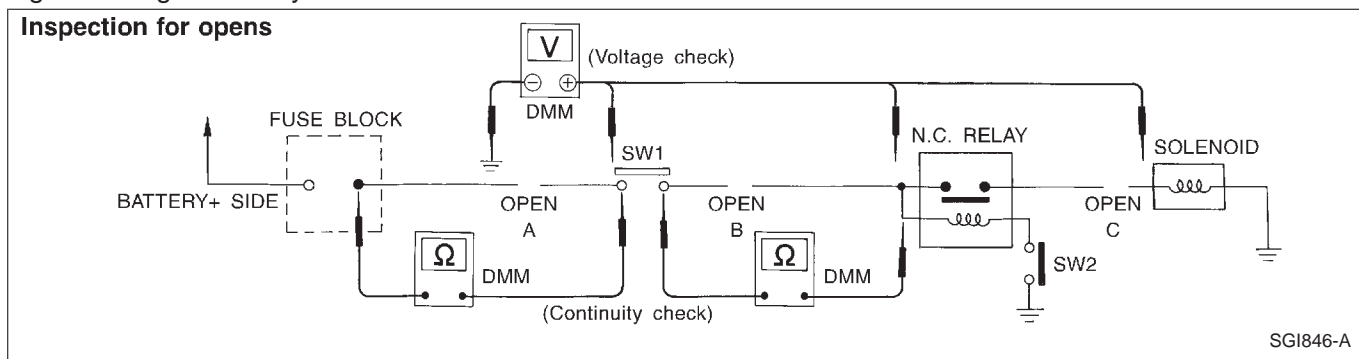 Inspection for opens
V
(Voltage check)
− +
DMM
FUSE BLOCK
N.C. RELAY
SW1
SOLENOID
BATTERY+ SIDE
OPEN
A
OPEN
B
OPEN
C
Ω
DMM
Ω
DMM
SW2
(Continuity check)
SGI846-A